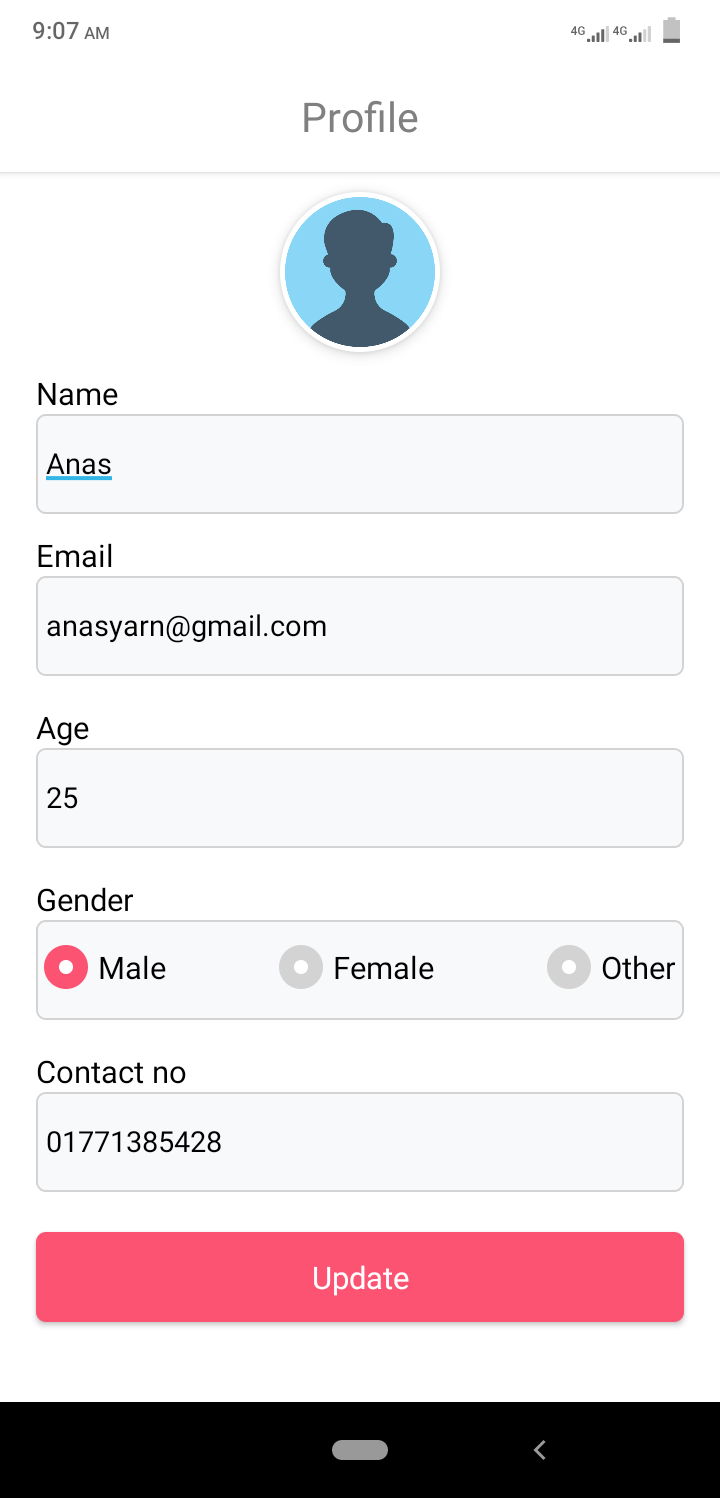 9:07 AM 4G 4G
Profile
Name
Anas
Email
anasyarn@gmail.com
Age
25
Gender
Male Female Other
Contact no
01771385428
Update